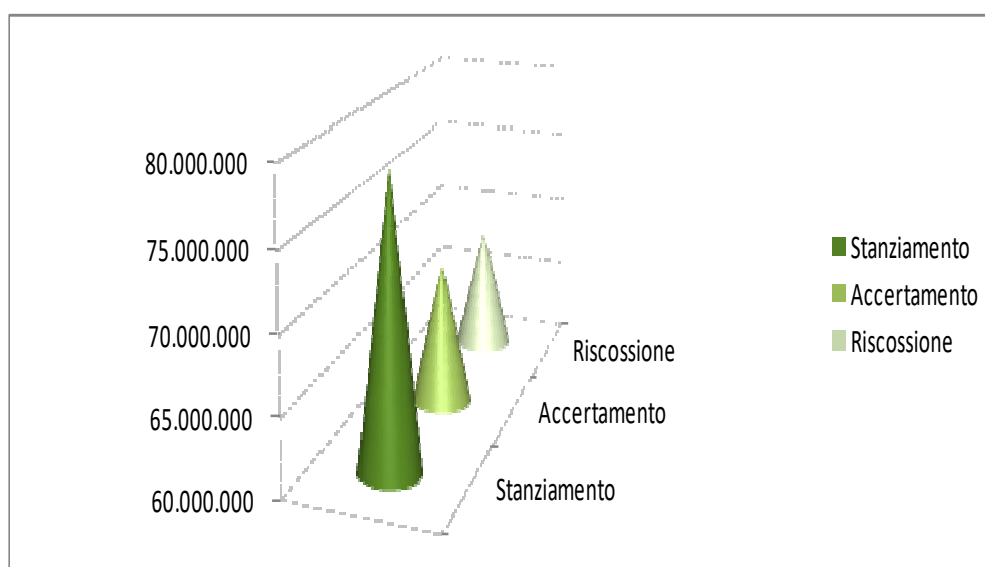 80.000.000
75.000.000
70.000.000
65.000.000
60.000.000
Riscossione
Accertamento
Stanziamento
Stanziamento
Accertamento
Riscossione